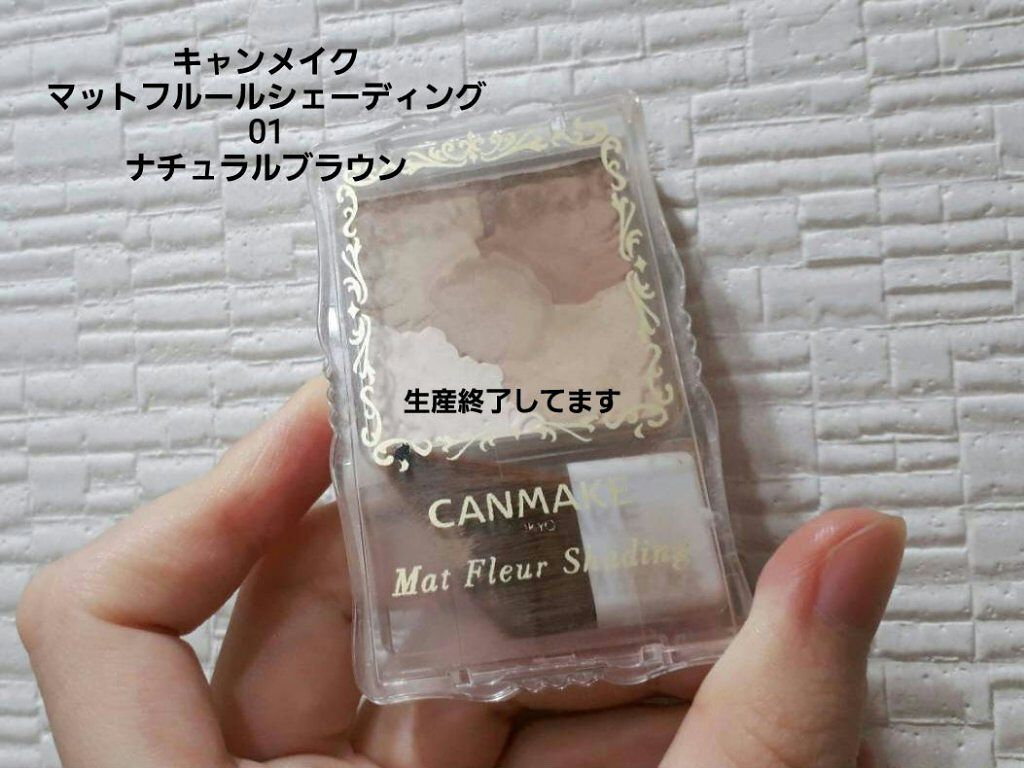 キャンメイク
マットフルールシェーディング
01
ナチュラルブラウン
生産終了してます
CANMAKE
Mat Fleur Shading